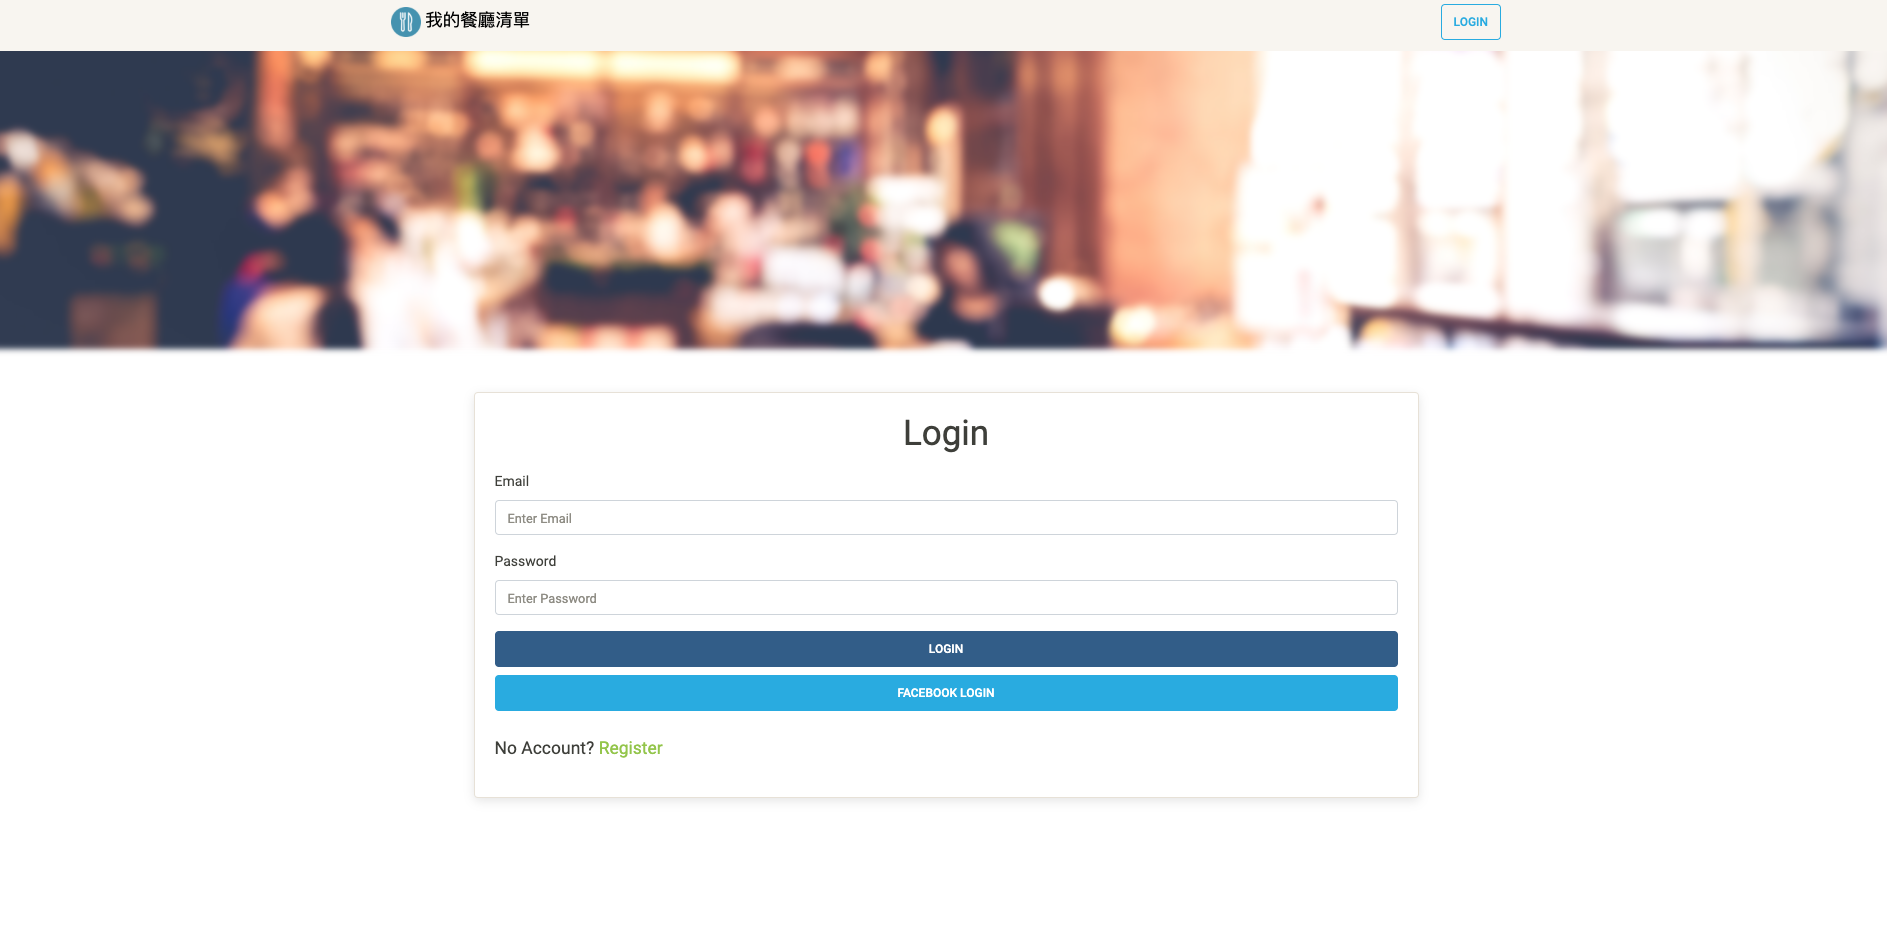 我的餐廳清單
LOGIN
Login
Email
Enter Email
Password
Enter Password
LOGIN
FACEBOOK LOGIN
No Account? Register